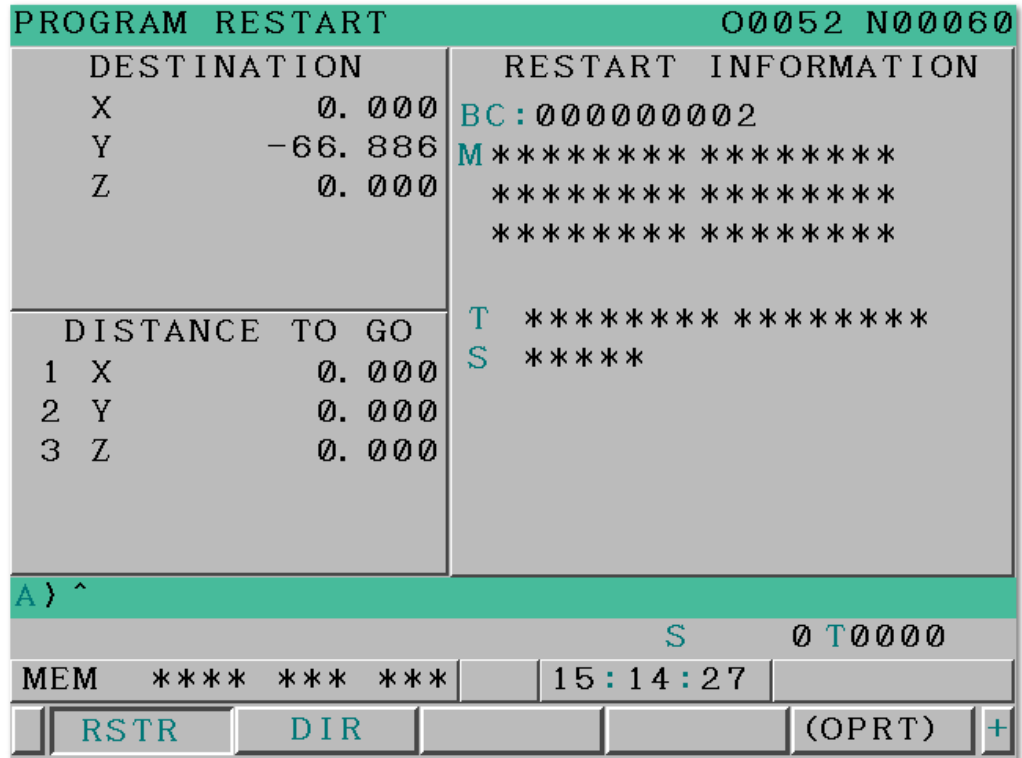 PROGRAM RESTART O0052 N00060
DESTINATION
X 0.000
Y -66.886
Z 0.000
DISTANCE TO GO
1 X 0.000
2 Y 0.000
3 Z 0.000
RESTART INFORMATION
BC:000000002
M ******** ********
******** ********
******** ********
T ******** ********
S *****
A) ^
S 0 T0000
MEM **** *** *** 15:14:27
RSTR DIR (OPRT) +